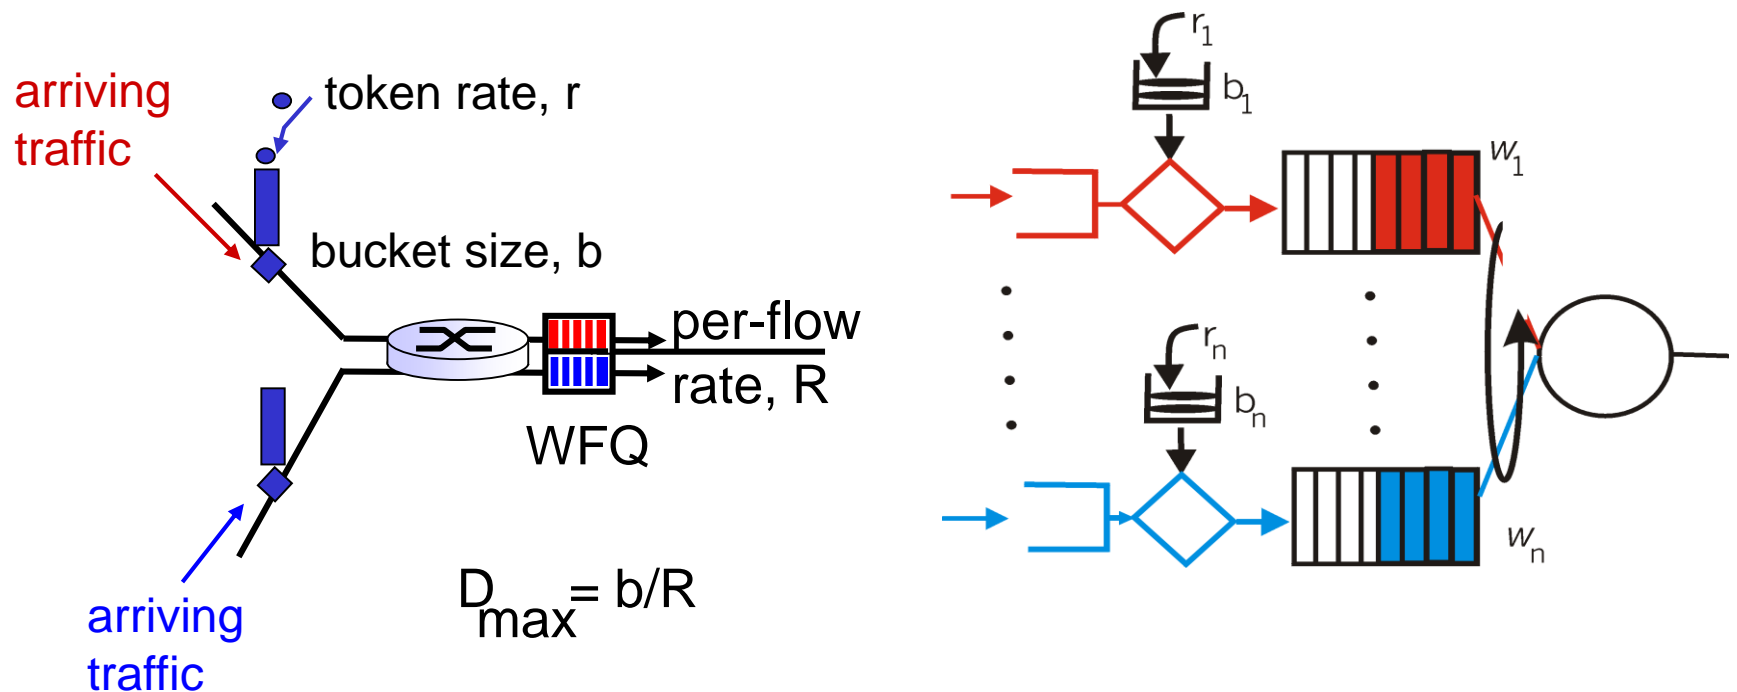 arriving
traffic
token rate, r
bucket size, b
per-flow
rate, R
WFQ
D
max = b/R
arriving
traffic
r1
b1
w1
rn
bn
wn